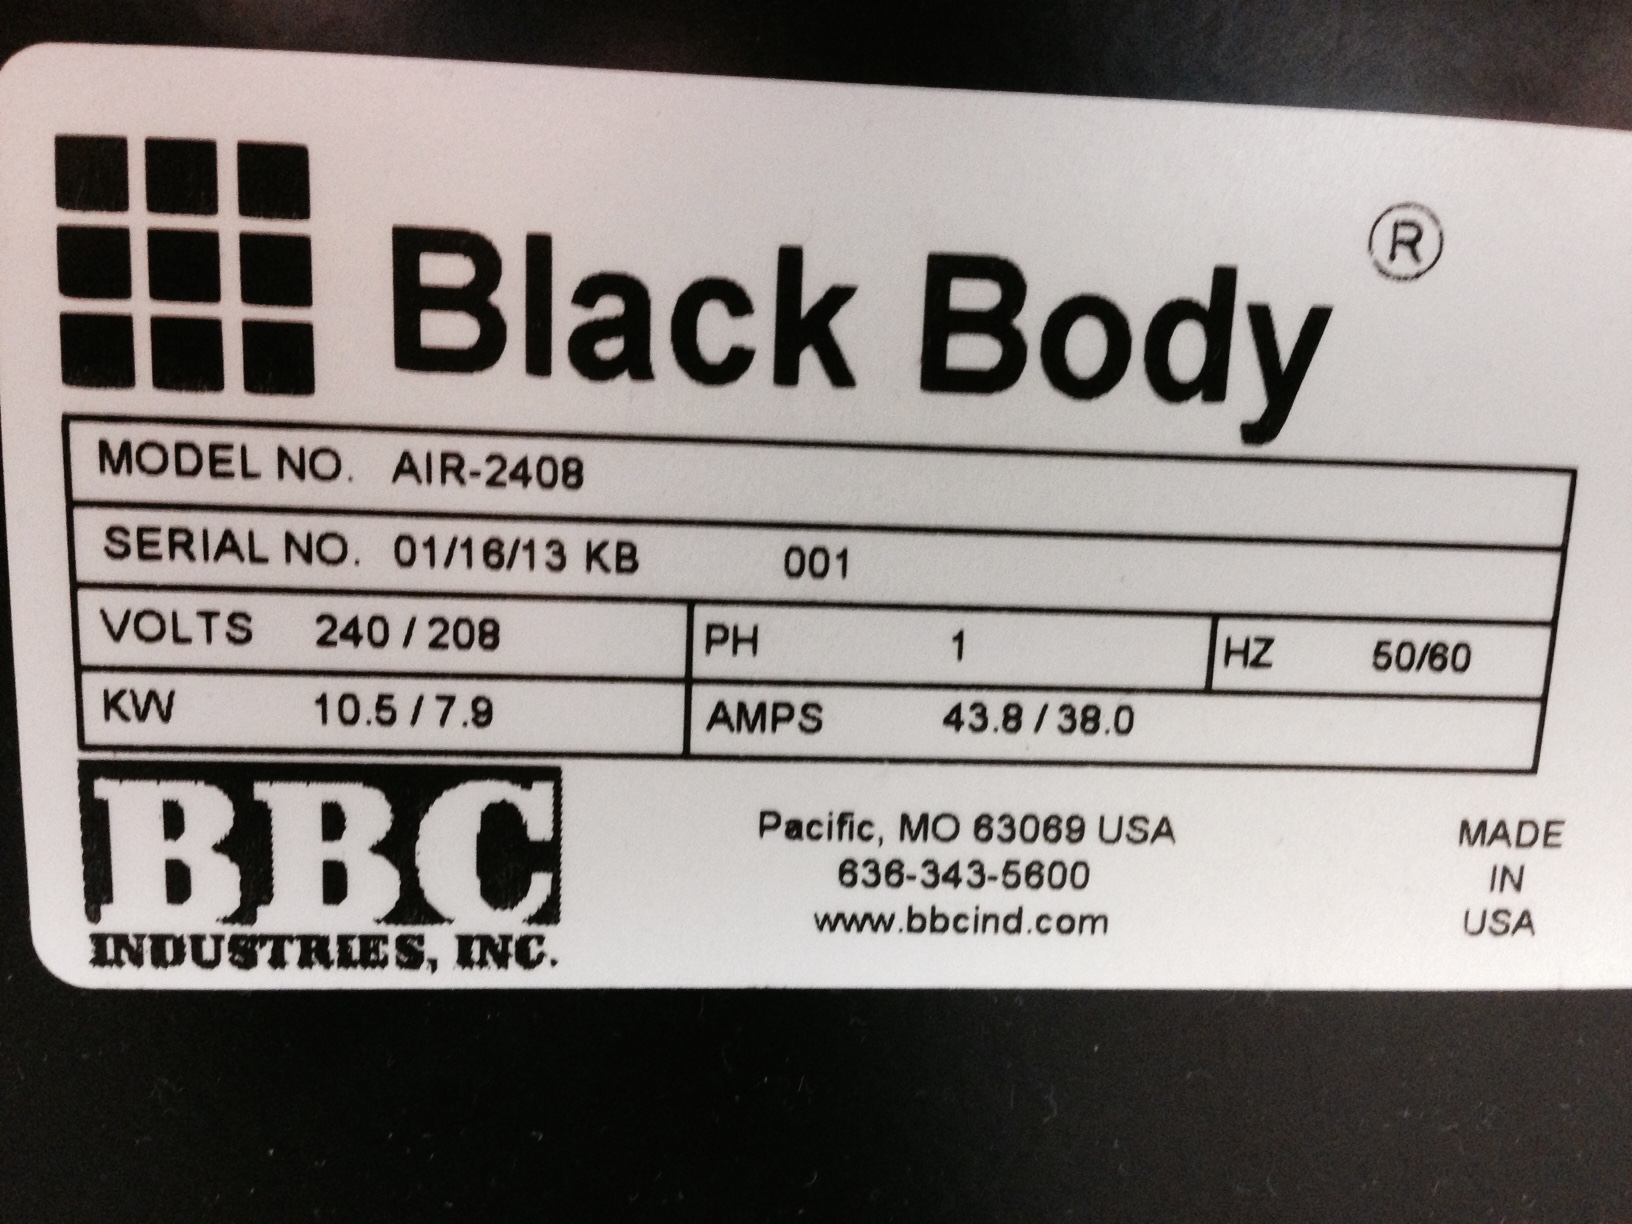 Black Body ®
MODEL NO. AIR-2408
SERIAL NO. 01/16/13 KB 001
VOLTS 240 / 208 PH 1 HZ 50/60
KW 10.5 / 7.9 AMPS 43.8 / 38.0
BBC
INDUSTRIES, INC.
Pacific, MO 63069 USA
636-343-5600
www.bbcind.com
MADE
IN
USA